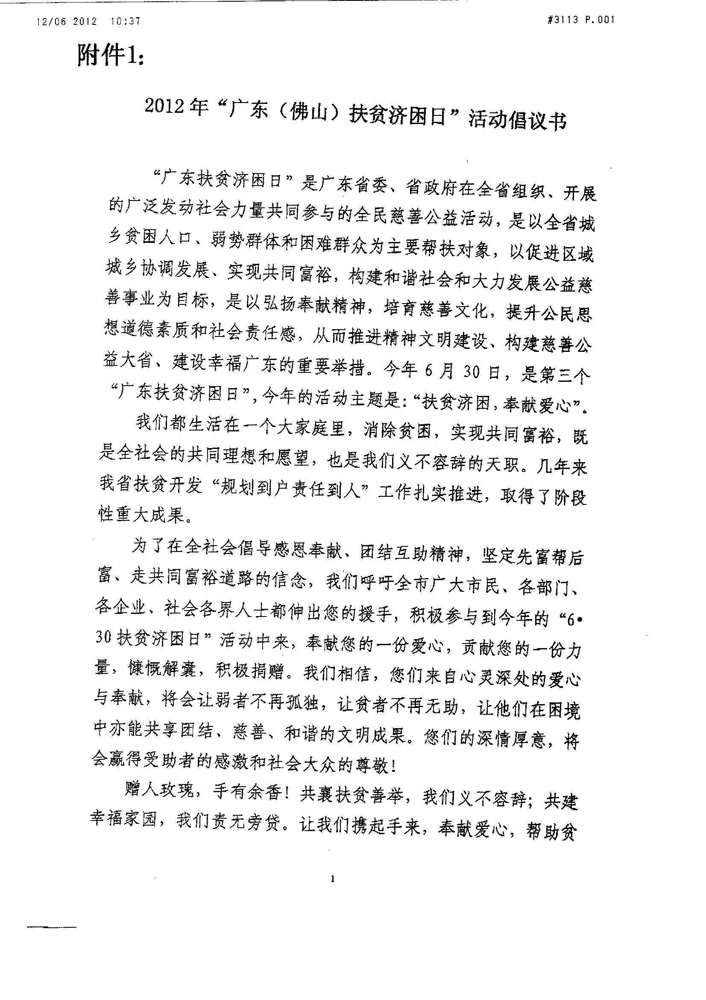 12/06 2012 10:37 #3113 P.001
附件1:
2012年“广东（佛山）扶贫济困日”活动倡议书
“广东扶贫济困日”是广东省委、省政府在全省组织、开展
的广泛发动社会力量共同参与的全民慈善公益活动，是以全省城
乡贫困人口、弱势群体和困难群众为主要帮扶对象，以促进区域
城乡协调发展、实现共同富裕，构建和谐社会和大力发展公益慈
善事业为目标，是以弘扬奉献精神，培育慈善文化，提升公民思
想道德素质和社会责任感，从而推进精神文明建设、构建慈善公
益大省、建设幸福广东的重要举措。今年 6 月 30 日，是第三个
“广东扶贫济困日”，今年的活动主题是：“扶贫济困，奉献爱心”。
我们都生活在一个大家庭里，消除贫困，实现共同富裕，既
是全社会的共同理想和愿望，也是我们义不容辞的天职。几年来
我省扶贫开发“规划到户责任到人”工作扎实推进，取得了阶段
性重大成果。
为了在全社会倡导感恩奉献、团结互助精神，坚定先富帮后
富、走共同富裕道路的信念，我们呼吁全市广大市民、各部门、
各企业、社会各界人士都伸出您的援手，积极参与到今年的“6•
30扶贫济困日”活动中来，奉献您的一份爱心，贡献您的一份力
量，慷慨解囊，积极捐赠。我们相信，您们来自心灵深处的爱心
与奉献，将会让弱者不再孤独，让贫者不再无助，让他们在困境
中亦能共享团结、慈善、和谐的文明成果。您们的深情厚意，将
会赢得受助者的感激和社会大众的尊敬！
赠人玫瑰，手有余香！共襄扶贫善举，我们义不容辞；共建
幸福家园，我们责无旁贷。让我们携起手来，奉献爱心，帮助贫
1